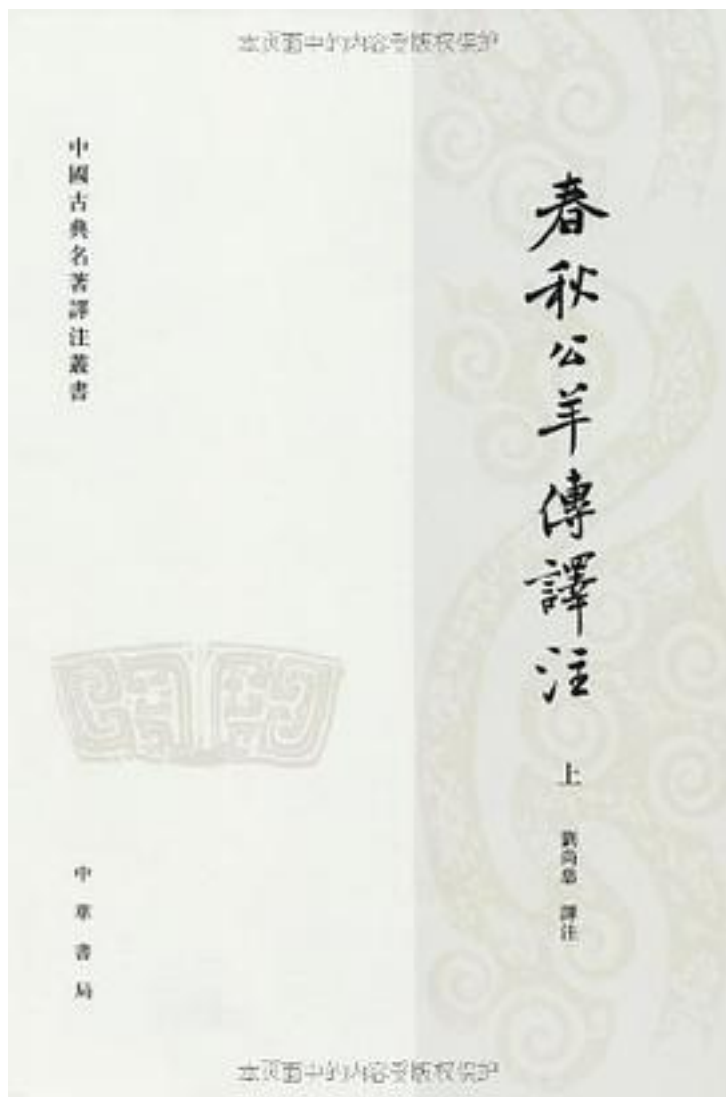 本页面中的内容受版权保护
春秋公羊傳譯注
上
劉尚慈 譯注
中國古典名著譯注叢書
中華書局
本页面中的内容受版权保护